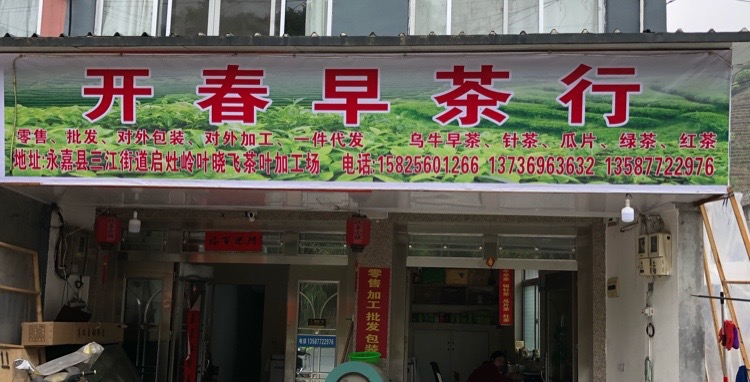 开春早茶行
零售、批发、对外包装、对外加工、一件代发 乌牛早茶、针茶、瓜片、绿茶、红茶
地址:永嘉县三江街道启灶岭叶晓飞茶叶加工场 电话:15825601266 13736963632 13587722976
零售加工批发包装
电话:13587722976